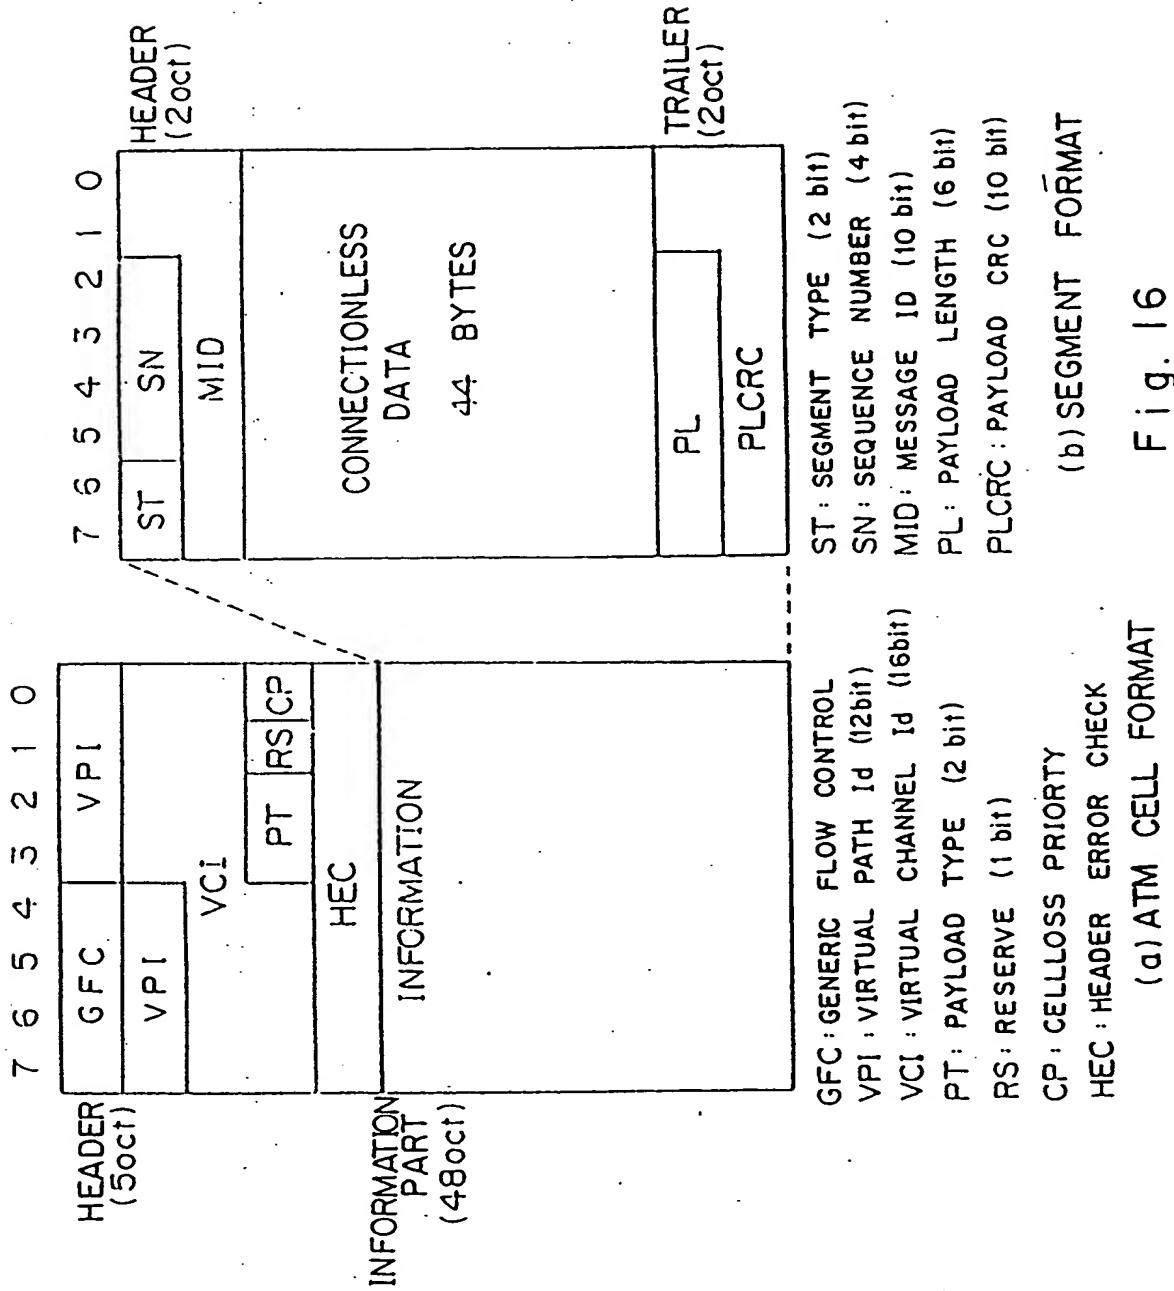 7 6 5 4 3 2 1 0
HEADER
(5oct)
GFC
VPI
VPI
VCI
PT
RS
CP
HEC
INFORMATION
PART
(48oct)
INFORMATION
GFC : GENERIC FLOW CONTROL
VPI : VIRTUAL PATH Id (12bit)
VCI : VIRTUAL CHANNEL Id (16bit)
PT : PAYLOAD TYPE (2 bit)
RS : RESERVE (1 bit)
CP : CELLLOSS PRIORTY
HEC : HEADER ERROR CHECK
(a) ATM CELL FORMAT
7 6 5 4 3 2 1 0
HEADER
(2oct)
ST
SN
MID
CONNECTIONLESS
DATA
44 BYTES
PL
PLCRC
TRAILER
(2oct)
ST : SEGMENT TYPE (2 bit)
SN : SEQUENCE NUMBER (4 bit)
MID : MESSAGE ID (10 bit)
PL : PAYLOAD LENGTH (6 bit)
PLCRC : PAYLOAD CRC (10 bit)
(b) SEGMENT FORMAT
Fig. 16